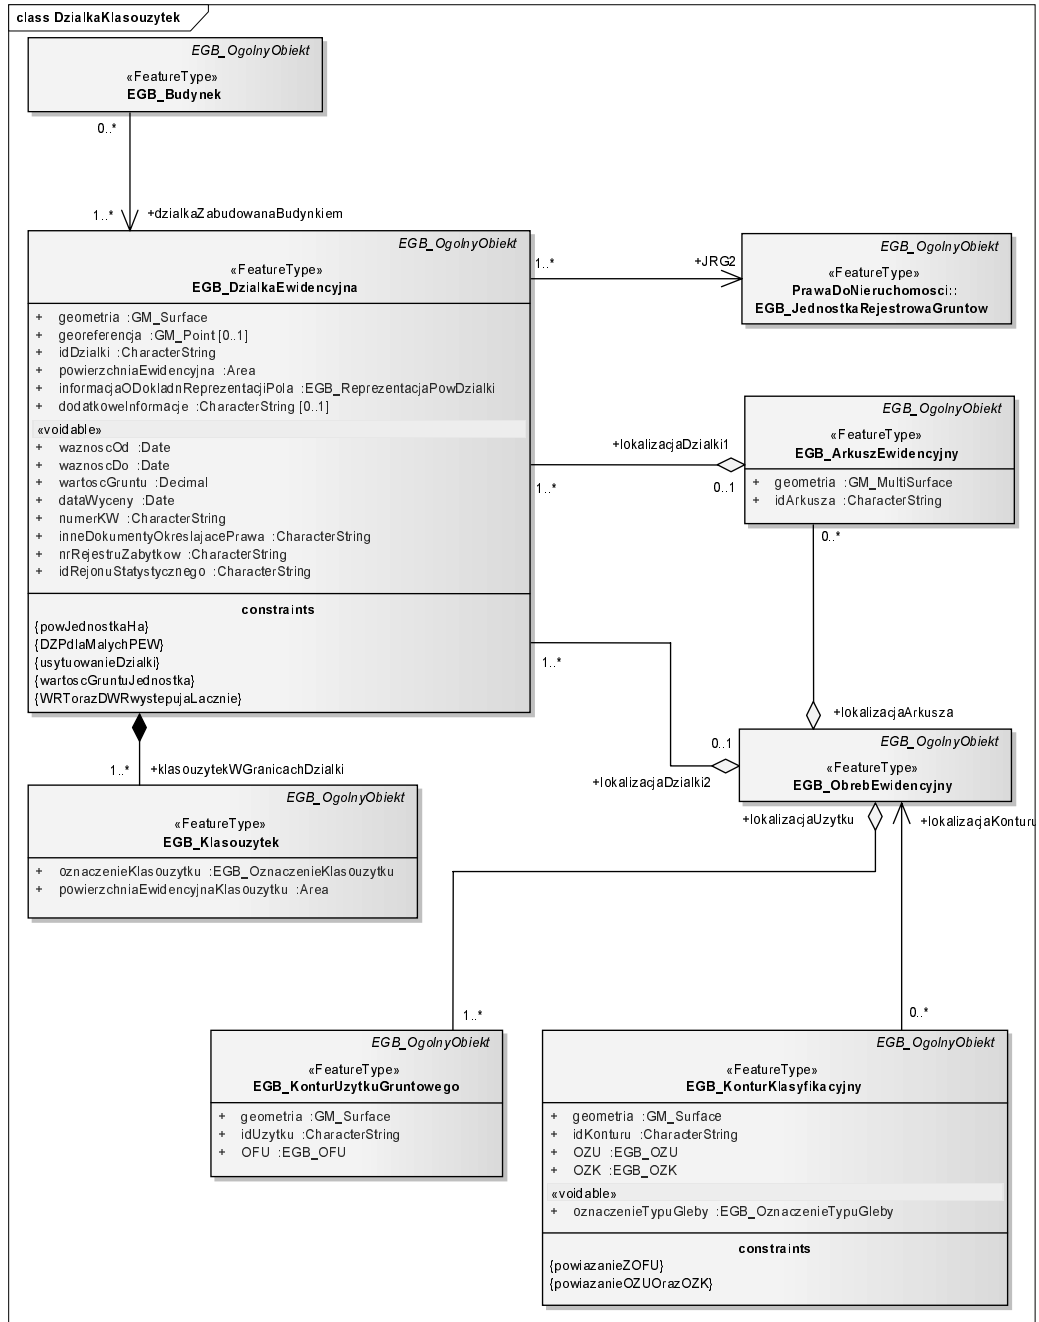 class DzialkaKlasouzytek
EGB_OgolnyObiekt
«FeatureType»
EGB_Budynek
0..*
1..*
+dzialkaZabudowanaBudynkiem
EGB_OgolnyObiekt
«FeatureType»
EGB_DzialkaEwidencyjna
+ geometria :GM_Surface
+ georeferencja :GM_Point [0..1]
+ idDzialki :CharacterString
+ powierzchniaEwidencyjna :Area
+ informacjaODokladnReprezentacjiPola :EGB_ReprezentacjaPowDzialki
+ dodatkoweInformacje :CharacterString [0..1]
«voidable»
+ waznoscOd :Date
+ waznoscDo :Date
+ wartoscGruntu :Decimal
+ dataWyceny :Date
+ numerKW :CharacterString
+ inneDokumentyOkreslajacePrawa :CharacterString
+ nrRejestruZabytkow :CharacterString
+ idRejonuStatystycznego :CharacterString
constraints
{powJednostkaHa}
{DZPdlaMalychPEW}
{usytuowanieDzialki}
{wartoscGruntuJednostka}
{WRTorazDWRwystepujaLacznie}
1..*
+JRG2
EGB_OgolnyObiekt
«FeatureType»
PrawaDoNieruchomosci::
EGB_JednostkaRejestrowaGruntow
+lokalizacjaDzialki1
1..*
0..1
EGB_OgolnyObiekt
«FeatureType»
EGB_ArkuszEwidencyjny
+ geometria :GM_MultiSurface
+ idArkusza :CharacterString
0..*
+lokalizacjaArkusza
1..*
0..1
+lokalizacjaDzialki2
EGB_OgolnyObiekt
«FeatureType»
EGB_ObrebEwidencyjny
+lokalizacjaUzytku
+lokalizacjaKonturu
1..*
+klasouzytekWGranicachDzialki
EGB_OgolnyObiekt
«FeatureType»
EGB_Klasouzytek
+ oznaczenieKlasouzytku :EGB_OznaczenieKlasouzytku
+ powierzchniaEwidencyjnaKlasouzytku :Area
1..*
0..*
EGB_OgolnyObiekt
«FeatureType»
EGB_KonturUzytkuGruntowego
+ geometria :GM_Surface
+ idUzytku :CharacterString
+ OFU :EGB_OFU
EGB_OgolnyObiekt
«FeatureType»
EGB_KonturKlasyfikacyjny
+ geometria :GM_Surface
+ idKonturu :CharacterString
+ OZU :EGB_OZU
+ OZK :EGB_OZK
«voidable»
+ oznaczenieTypuGleby :EGB_OznaczenieTypuGleby
constraints
{powiazanieZOFU}
{powiazanieOZUOrazOZK}